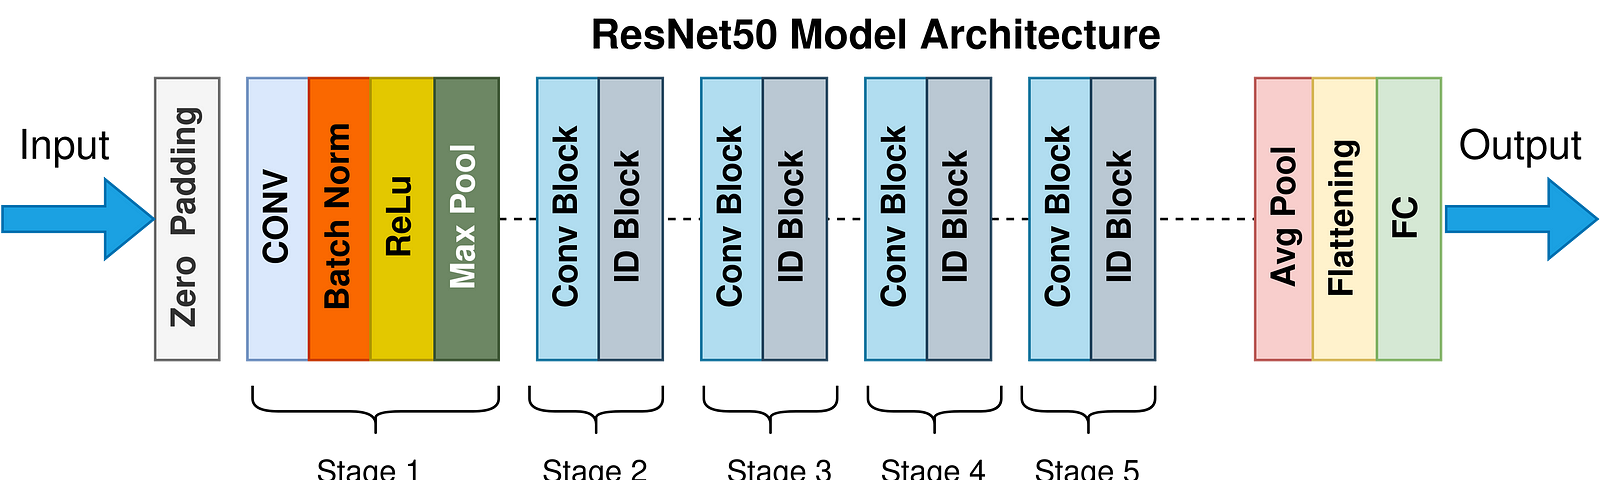 ResNet50 Model Architecture
Input
Zero Padding
CONV
Batch Norm
ReLu
Max Pool
Conv Block
ID Block
Conv Block
ID Block
Conv Block
ID Block
Conv Block
ID Block
Avg Pool
Flattening
FC
Output
Stage 1
Stage 2
Stage 3
Stage 4
Stage 5